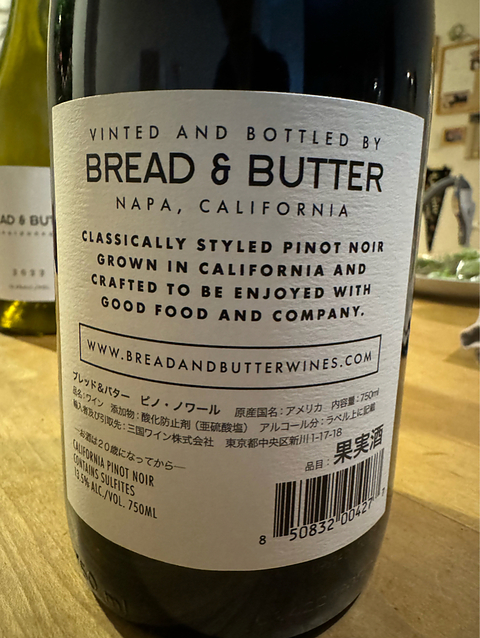 VINTED AND BOTTLED BY
BREAD & BUTTER
NAPA, CALIFORNIA
CLASSICALLY STYLED PINOT NOIR
GROWN IN CALIFORNIA AND
CRAFTED TO BE ENJOYED WITH
GOOD FOOD AND COMPANY.
WWW.BREADANDBUTTERWINES.COM
ブレッド&バター ピノ・ノワール 原産国名:アメリカ 内容量:750ml
品名:ワイン 添加物:酸化防止剤(亜硫酸塩) アルコール分:ラベル上に記載
輸入者及び引取先:三国ワイン株式会社 東京都中央区新川1-17-18
―お酒は20歳になってから―
品目:果実酒
CALIFORNIA PINOT NOIR
CONTAINS SULFITES
13.5% ALC/VOL. 750ML
8 50832 00427 7
AD & BUT